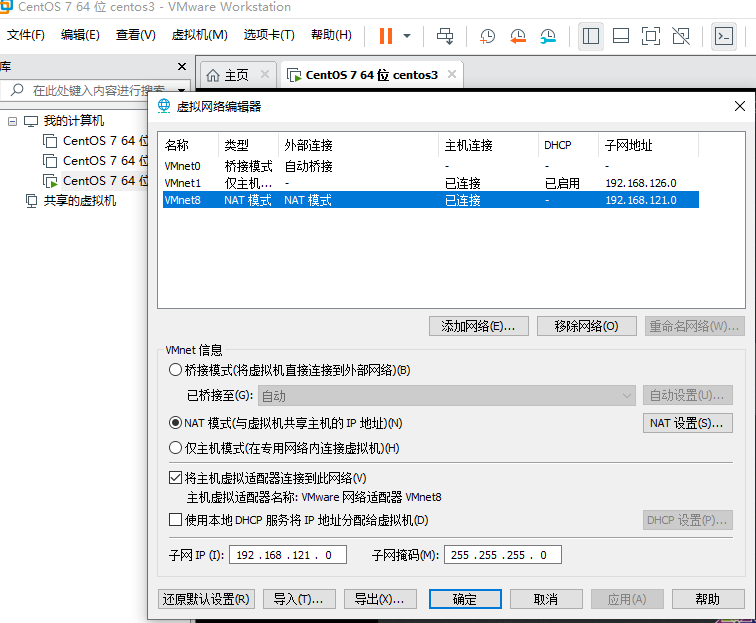 CentOS 7 64 位 centos3 - VMware Workstation
文件(F) 编辑(E) 查看(V) 虚拟机(M) 选项卡(T) 帮助(H)
库
在此处键入内容进行搜索
主页 CentOS 7 64 位 centos3
我的计算机
CentOS 7 64 位
CentOS 7 64 位
CentOS 7 64 位
共享的虚拟机
虚拟网络编辑器
名称 类型 外部连接 主机连接 DHCP 子网地址
VMnet0 桥接模式 自动桥接 - - -
VMnet1 仅主机... - 已连接 已启用 192.168.126.0
VMnet8 NAT 模式 NAT 模式 已连接 - 192.168.121.0
添加网络(E)... 移除网络(O) 重命名网络(W)...
VMnet 信息
桥接模式(将虚拟机直接连接到外部网络)(B)
已桥接至(G): 自动 自动设置(U)...
NAT 模式(与虚拟机共享主机的 IP 地址)(N) NAT 设置(S)...
仅主机模式(在专用网络内连接虚拟机)(H)
将主机虚拟适配器连接到此网络(V)
主机虚拟适配器名称: VMware 网络适配器 VMnet8
使用本地 DHCP 服务将 IP 地址分配给虚拟机(D) DHCP 设置(P)...
子网 IP (I): 192 . 168 . 121 . 0 子网掩码(M): 255 . 255 . 255 . 0
还原默认设置(R) 导入(T)... 导出(X)... 确定 取消 应用(A) 帮助